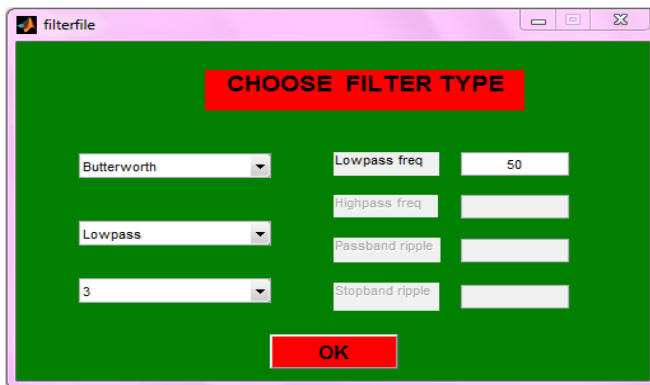 filterfile
CHOOSE FILTER TYPE
Butterworth
Lowpass freq
50
Highpass freq
Lowpass
Passband ripple
3
Stopband ripple
OK